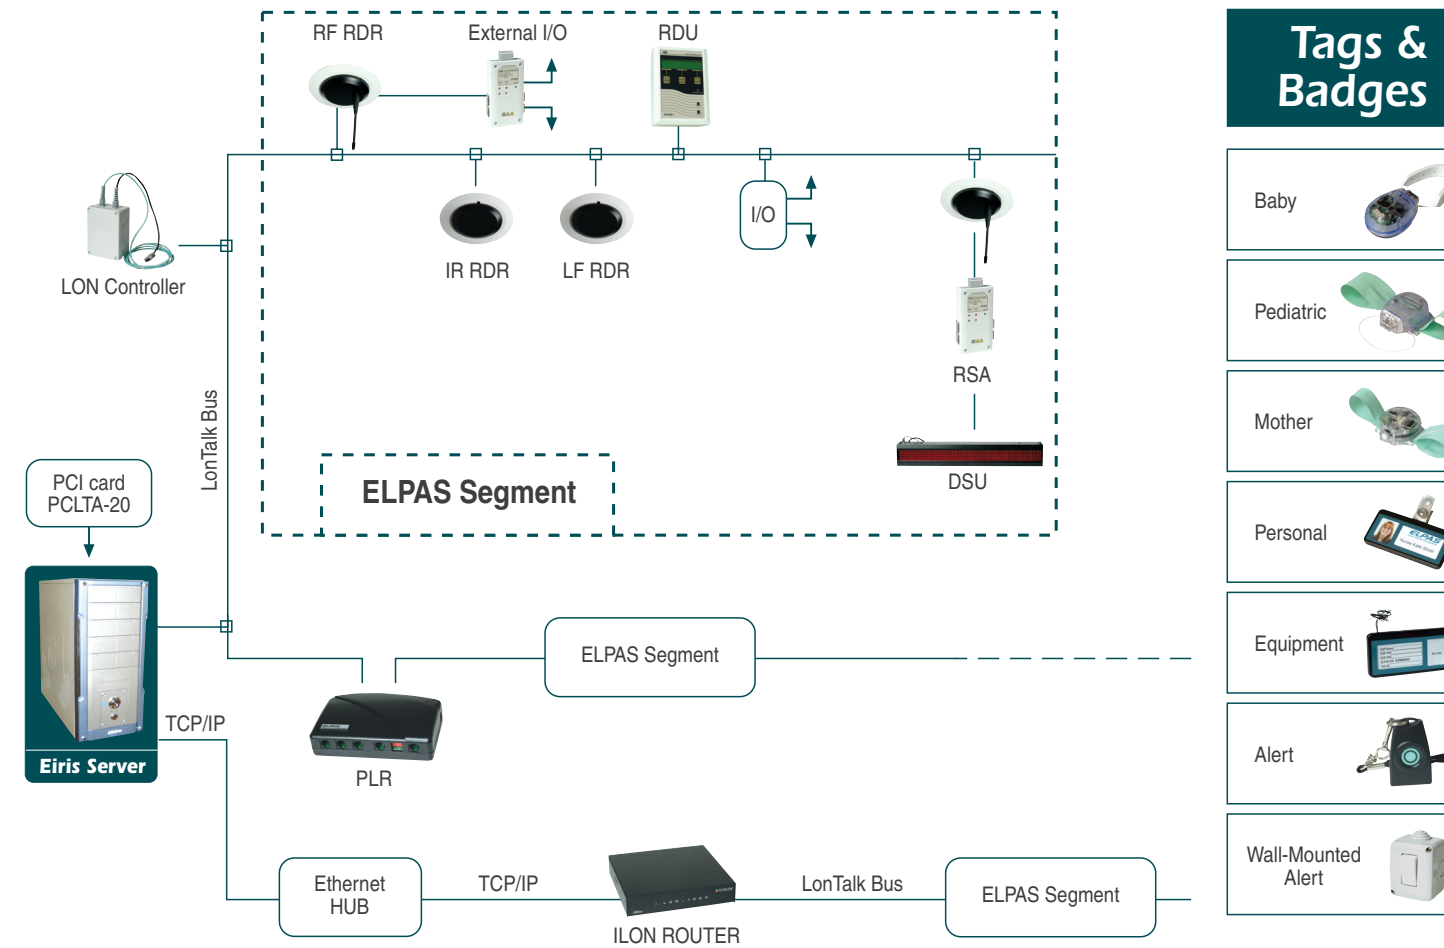 RF RDR
External I/O
RDU
Tags &
Badges
I/O
IR RDR
LF RDR
LON Controller
RSA
DSU
LonTalk Bus
ELPAS Segment
PCI card
PCLTA-20
Eiris Server
ELPAS Segment
TCP/IP
PLR
Ethernet
HUB
TCP/IP
ILON ROUTER
LonTalk Bus
ELPAS Segment
Baby
Pediatric
Mother
Personal
ELPAS
Equipment
Alert
Wall-Mounted
Alert